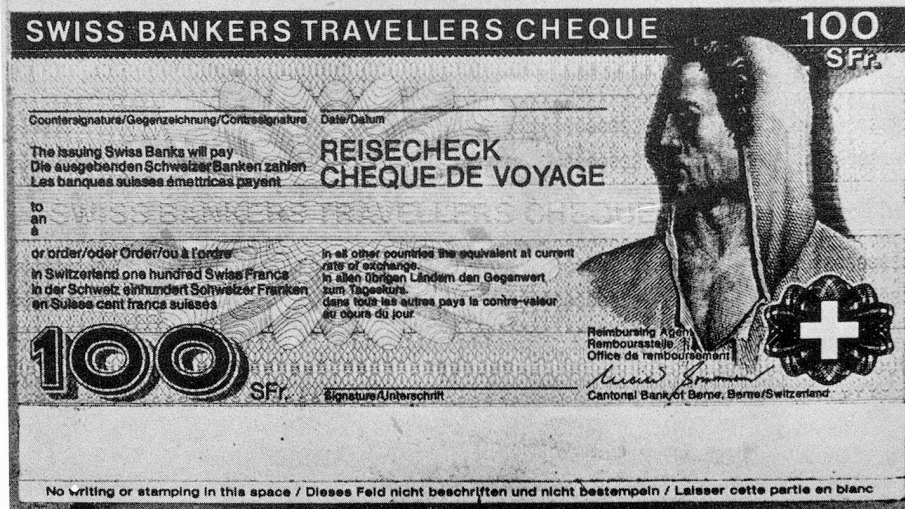 SWISS BANKERS TRAVELLERS CHEQUE
100
SFr.
Countersignature/Gegenzeichnung/Contresignature
Date/Datum
The issuing Swiss Banks will pay
Die ausgebenden Schweizer Banken zahlen
Les banques suisses émettrices payent
REISECHECK
CHEQUE DE VOYAGE
to
an
à
SWISS BANKERS TRAVELLERS CHEQUE
or order/oder Order/ou à l'ordre
in Switzerland one hundred Swiss Francs
in der Schweiz einhundert Schweizer Franken
en Suisse cent francs suisses
in all other countries the equivalent at current
rate of exchange.
in allen übrigen Ländern den Gegenwert
zum Tageskurs.
dans tous les autres pays la contre-valeur
au cours du jour
100
SFr.
Signature/Unterschrift
Reimbursing Agent
Remboursstelle
Office de remboursement
Cantonal Bank of Berne, Berne/Switzerland
No writing or stamping in this space / Dieses Feld nicht beschriften und nicht bestempeln / Laisser cette partie en blanc